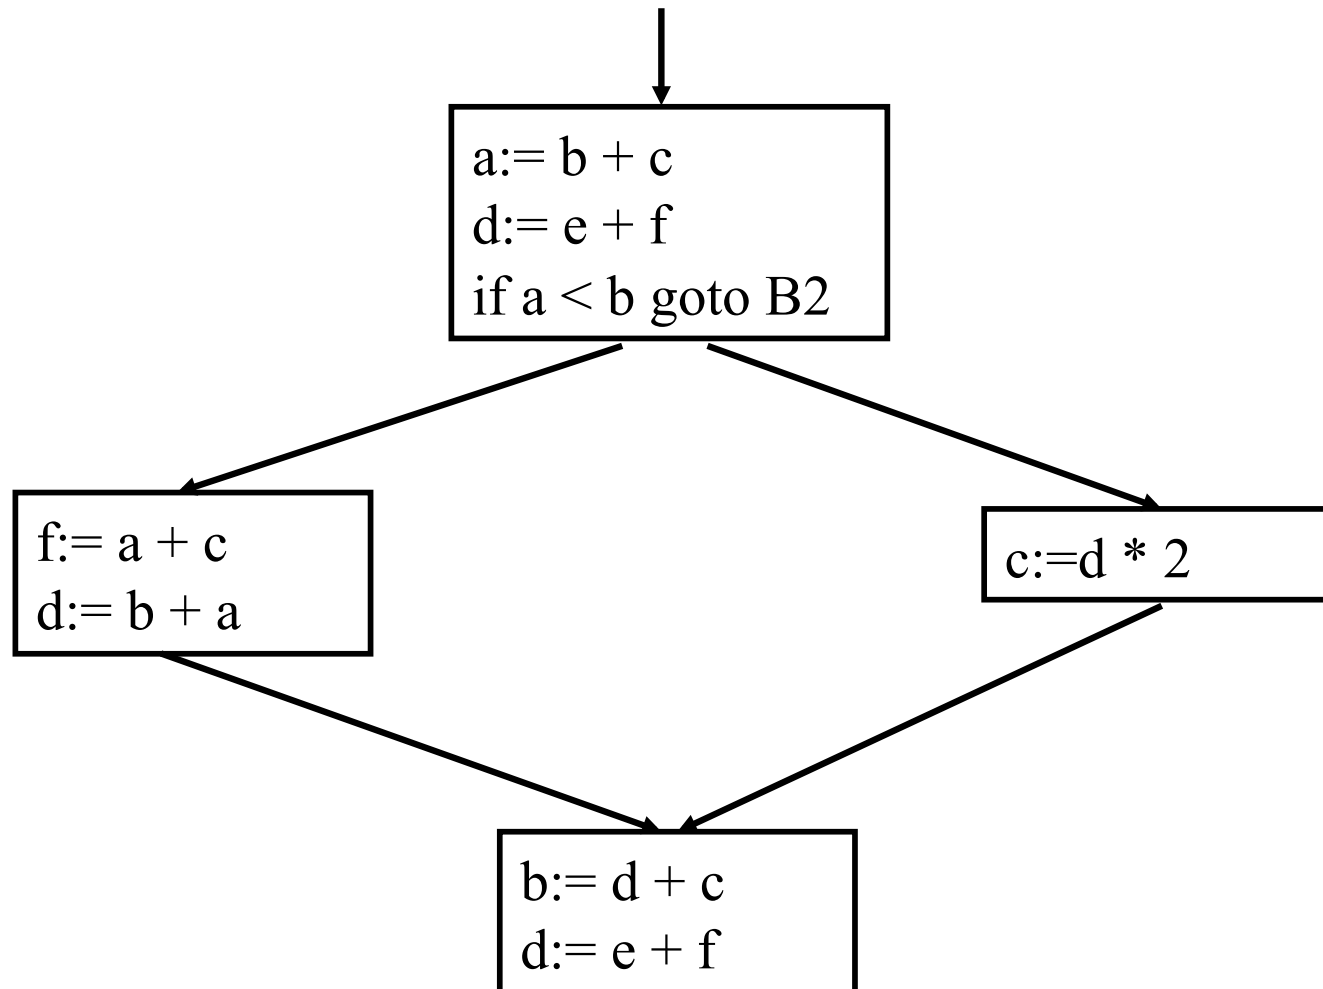 a:= b + c
d:= e + f
if a < b goto B2
f:= a + c
d:= b + a
c:=d * 2
b:= d + c
d:= e + f